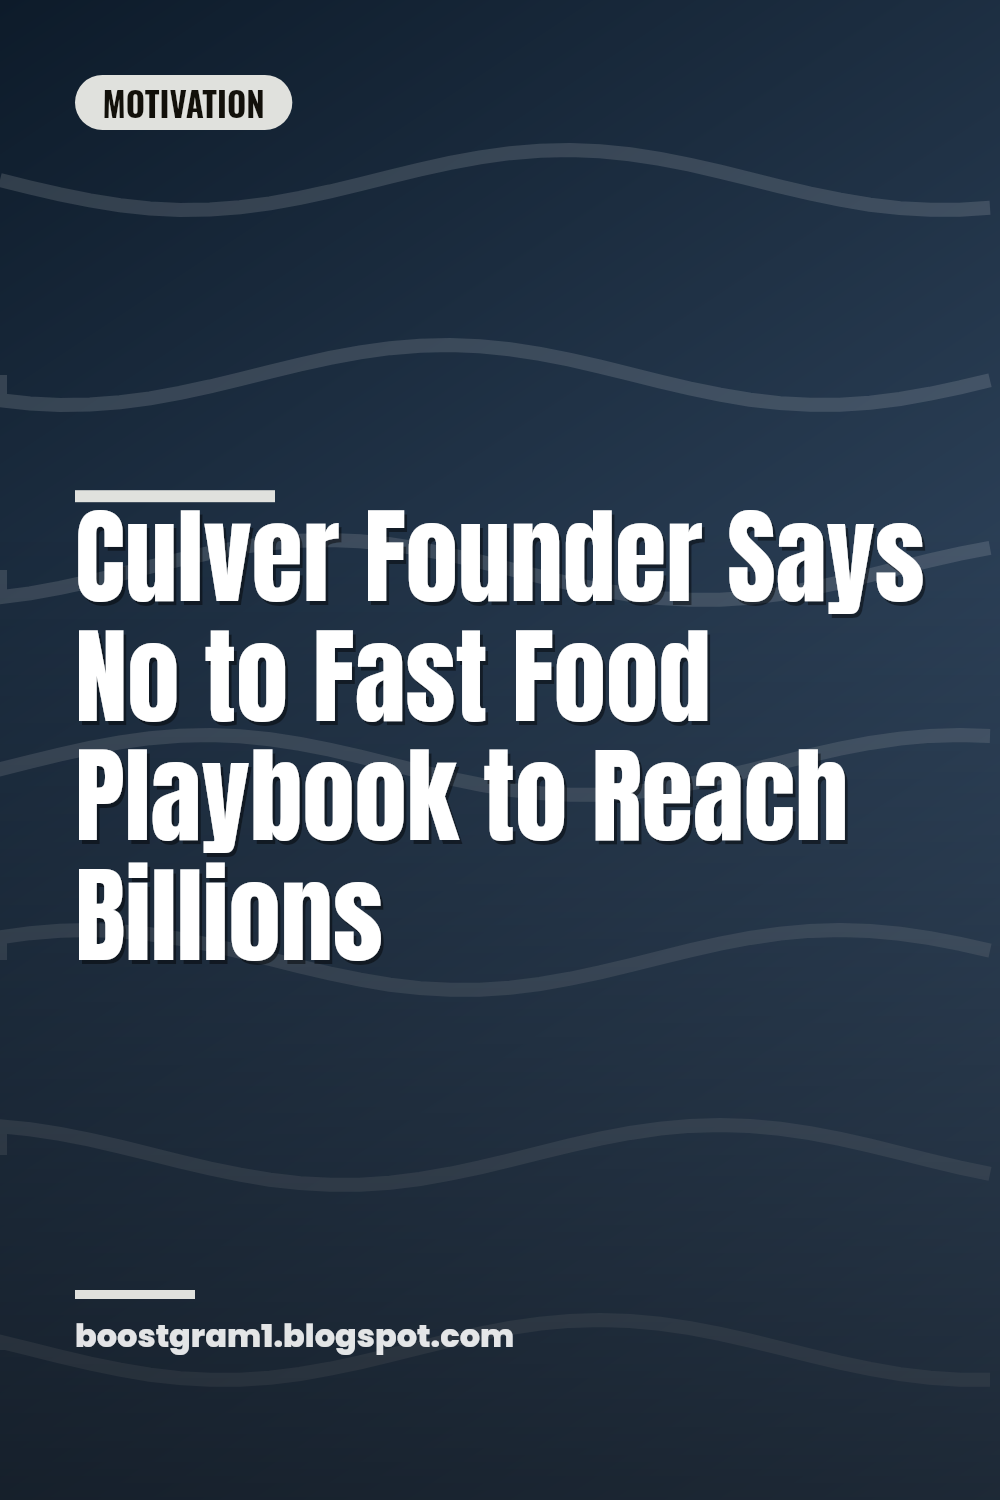 MOTIVATION
Culver Founder Says
No to Fast Food
Playbook to Reach
Billions
boostgram1.blogspot.com